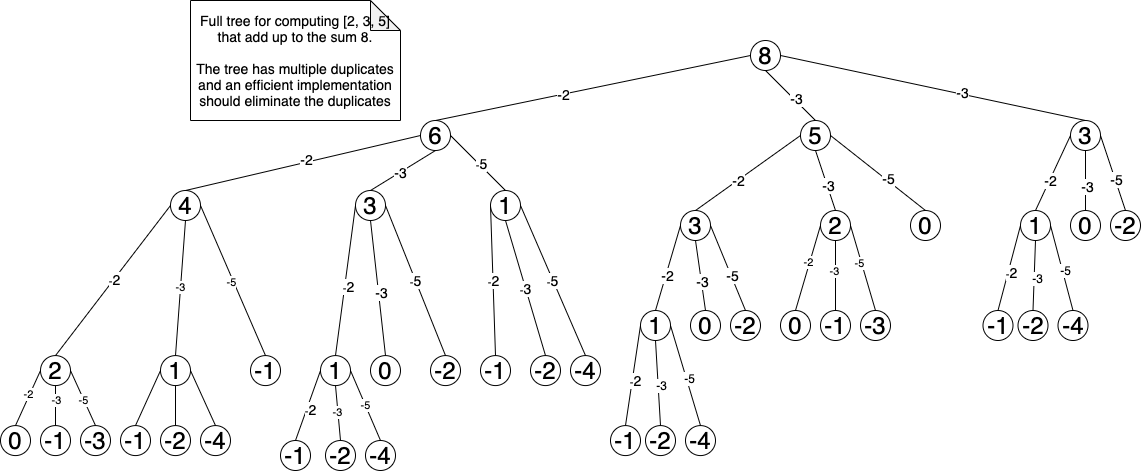 Full tree for computing [2, 3, 5]
that add up to the sum 8.
The tree has multiple duplicates
and an efficient implementation
should eliminate the duplicates
8
-2 -3 -3
6 5 3
-2 -3 -5 -2 -3 -5 -2 -3 -5
4 3 1 3 2 0 1 0 -2
-2 -3 -5 -2 -3 -5 -2 -3 -5 -2 -3 -5 -2 -3 -5 -2 -3 -5
1 0 -2 0 -1 -3 -1 -2 -4
2 1 -1 1 0 -2 -1 -2 -4
-2 -3 -5 -2 -3 -5 -2 -3 -5
0 -1 -3 -1 -2 -4 -1 -2 -4 -1 -2 -4